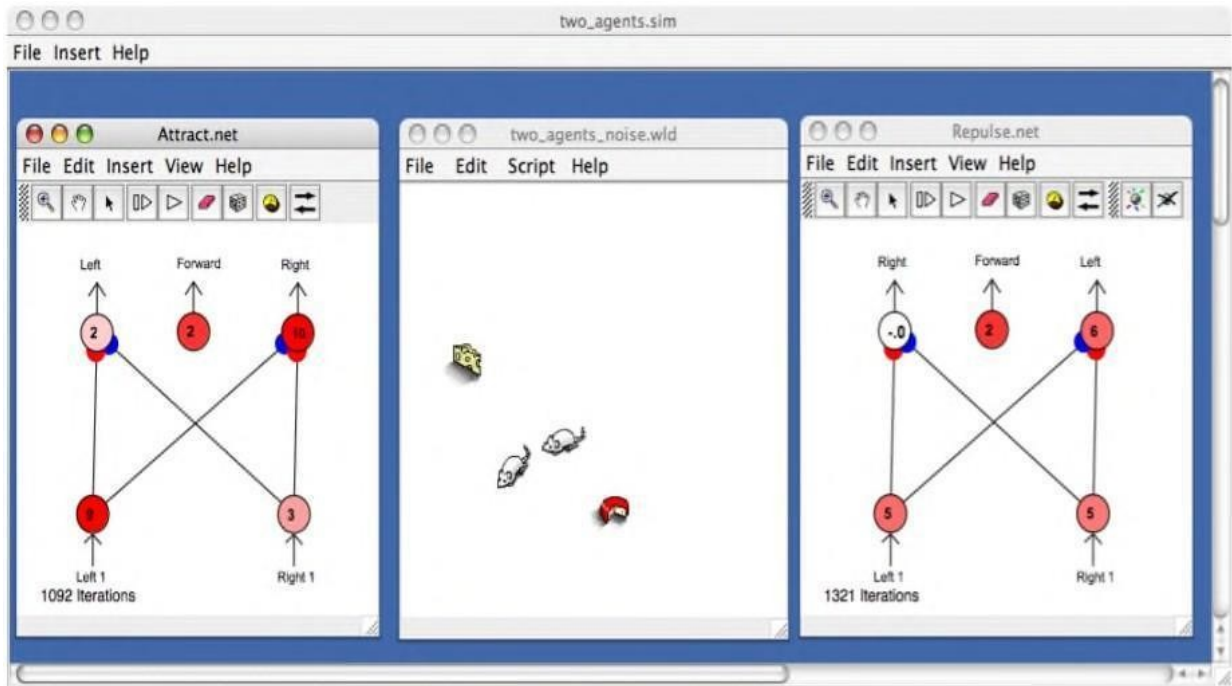 two_agents.sim
File Insert Help
Attract.net
File Edit Insert View Help
Left Forward Right
2 2 10
9 3
Left 1 Right 1
1092 Iterations
two_agents_noise.wld
File Edit Script Help
Repulse.net
File Edit Insert View Help
Right Forward Left
-.0 2 6
5 5
Left 1 Right 1
1321 Iterations